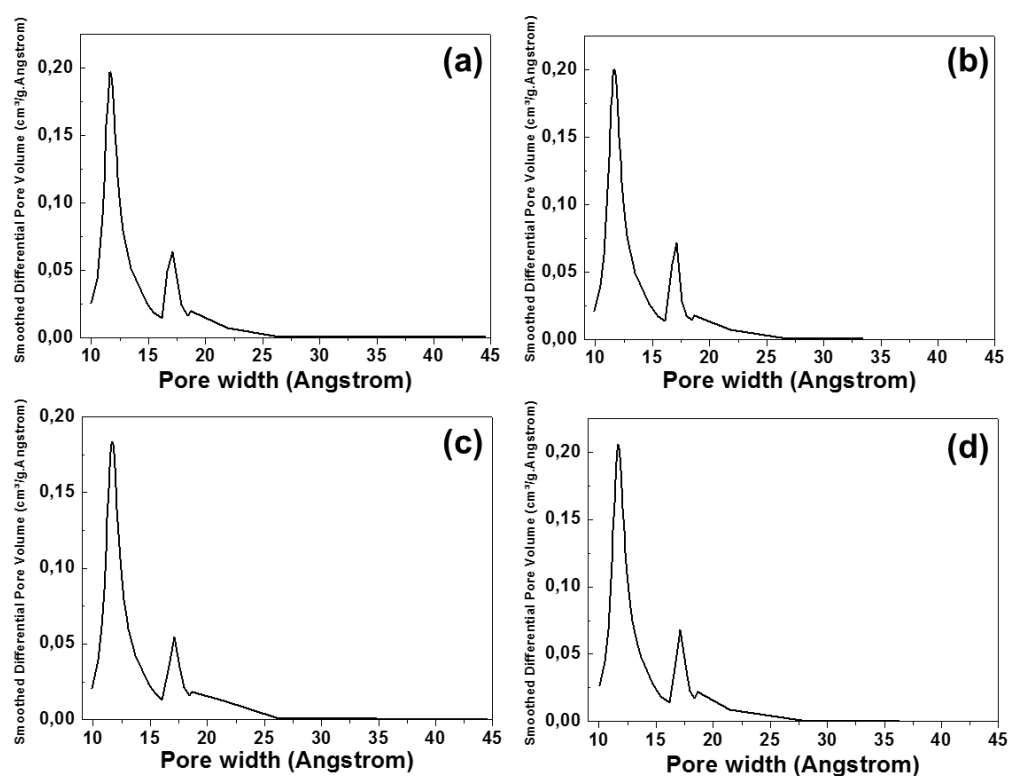 (a)
Smoothed Differential Pore Volume (cm³/g.Angstrom)
0,20
0,15
0,10
0,05
0,00
10 15 20 25 30 35 40 45
Pore width (Angstrom)
(b)
Smoothed Differential Pore Volume (cm³/g.Angstrom)
0,20
0,15
0,10
0,05
0,00
10 15 20 25 30 35 40 45
Pore width (Angstrom)
(c)
Smoothed Differential Pore Volume (cm³/g.Angstrom)
0,20
0,15
0,10
0,05
0,00
10 15 20 25 30 35 40 45
Pore width (Angstrom)
(d)
Smoothed Differential Pore Volume (cm³/g.Angstrom)
0,20
0,15
0,10
0,05
0,00
10 15 20 25 30 35 40 45
Pore width (Angstrom)